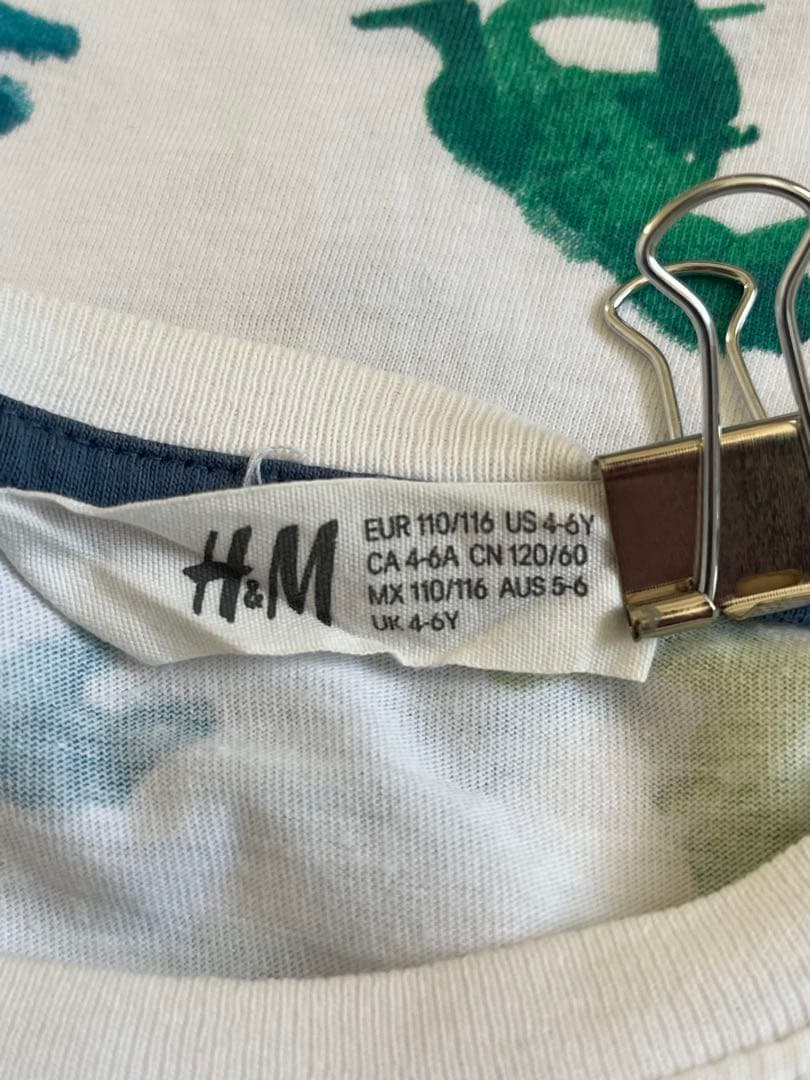 H&M
EUR 110/116 US 4-6Y
CA 4-6A CN 120/60
MX 110/116 AUS 5-6
UK 4-6Y